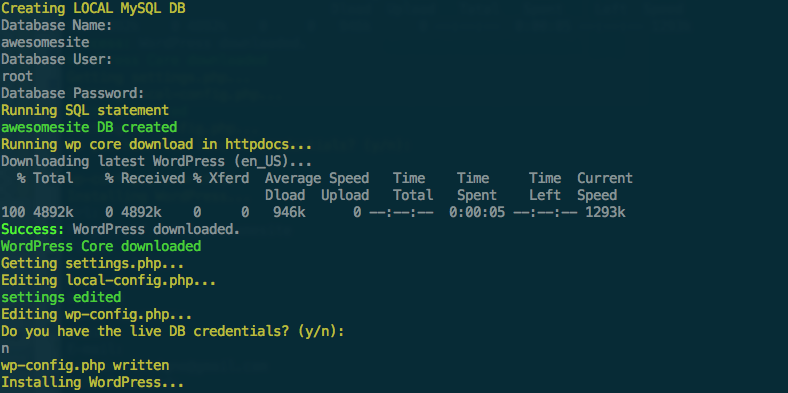 Creating LOCAL MySQL DB
Database Name:
awesomesite
Database User:
root
Database Password:
Running SQL statement
awesomesite DB created
Running wp core download in httpdocs...
Downloading latest WordPress (en_US)...
% Total % Received % Xferd Average Speed Time Time Time Current
Dload Upload Total Spent Left Speed
100 4892k 0 4892k 0 0 946k 0 --:--:-- 0:00:05 --:--:-- 1293k
Success: WordPress downloaded.
WordPress Core downloaded
Getting settings.php...
Editing local-config.php...
settings edited
Editing wp-config.php...
Do you have the live DB credentials? (y/n):
n
wp-config.php written
Installing WordPress...